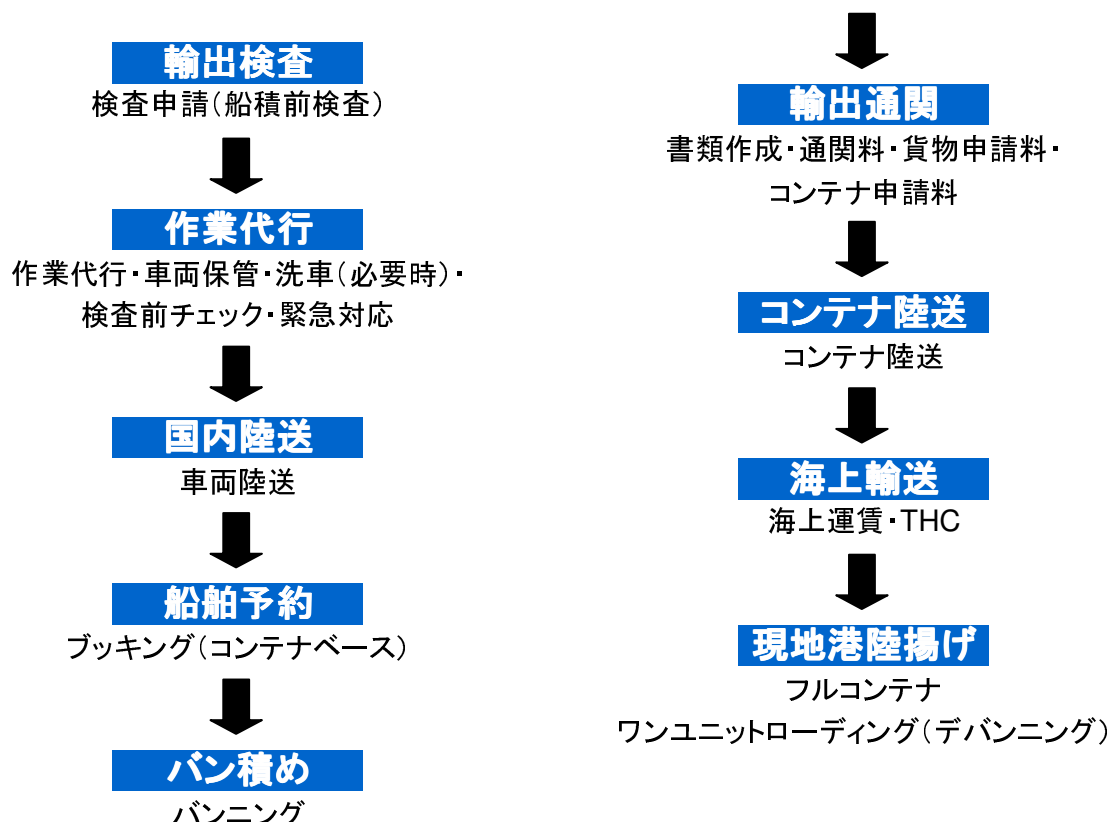 輸出検査
検査申請（船積前検査）
作業代行
作業代行・車両保管・洗車（必要時）・
検査前チェック・緊急対応
国内陸送
車両陸送
船舶予約
ブッキング（コンテナベース）
バン積め
バンニング
輸出通関
書類作成・通関料・貨物申請料・
コンテナ申請料
コンテナ陸送
コンテナ陸送
海上輸送
海上運賃・THC
現地港陸揚げ
フルコンテナ
ワンユニットローディング（デバンニング）